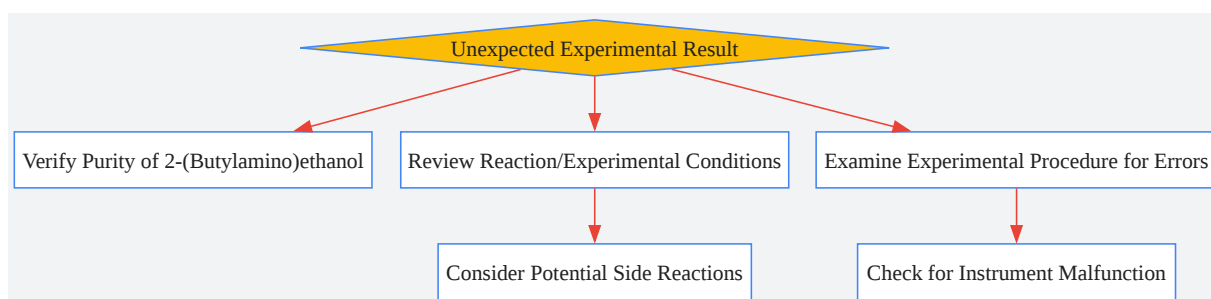 Unexpected Experimental Result
Verify Purity of 2-(Butylamino)ethanol
Review Reaction/Experimental Conditions
Examine Experimental Procedure for Errors
Consider Potential Side Reactions
Check for Instrument Malfunction